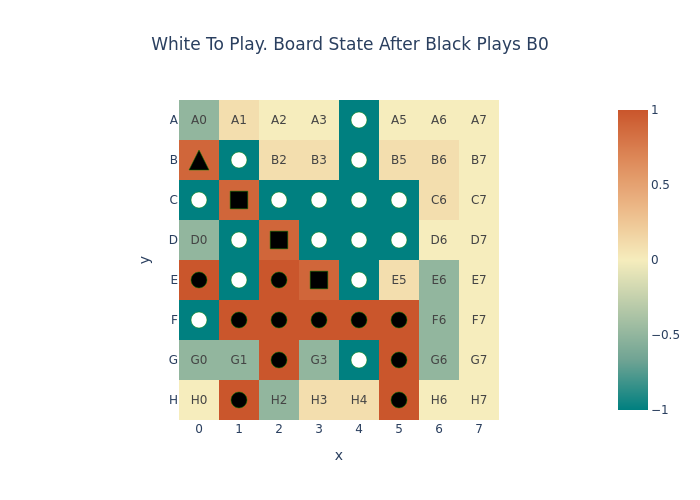 White To Play. Board State After Black Plays B0
A A0 A1 A2 A3 A5 A6 A7
B B2 B3 B5 B6 B7
C C6 C7
D D0 D6 D7
E E5 E6 E7
F F6 F7
G G0 G1 G3 G6 G7
H H0 H2 H3 H4 H6 H7
0 1 2 3 4 5 6 7
x
y
1
0.5
0
−0.5
−1